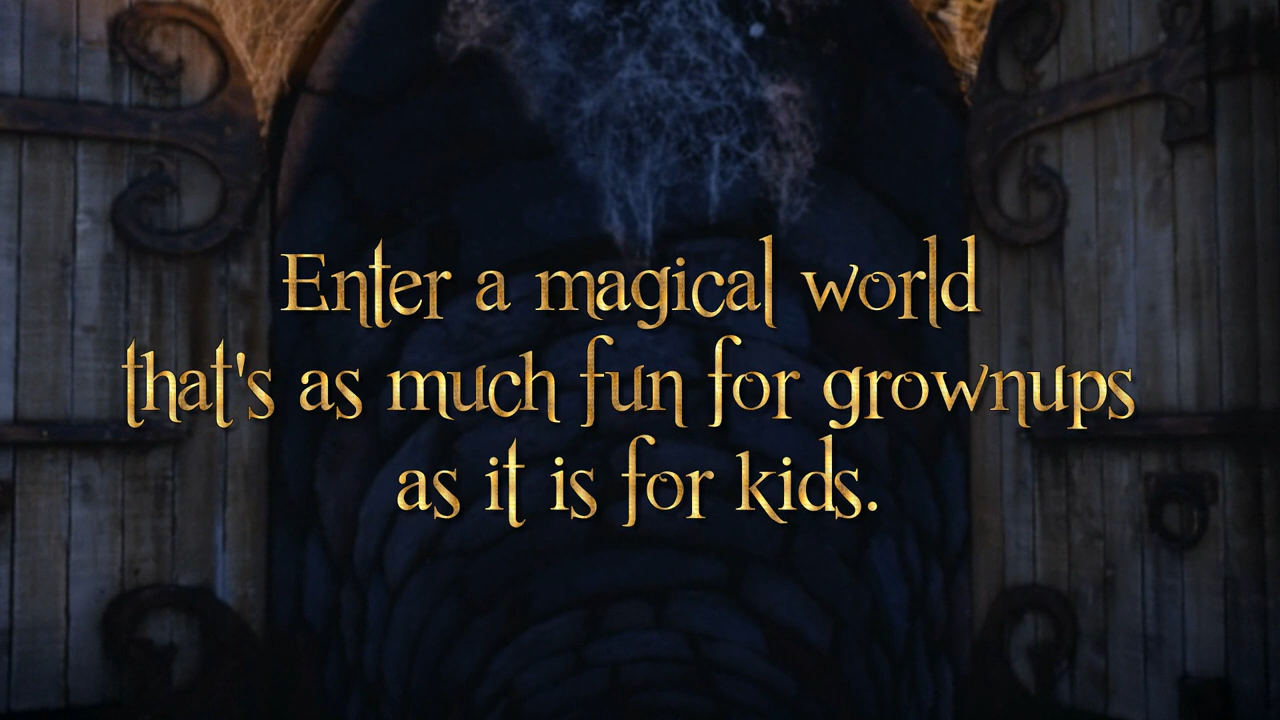 Enter a magical world
that's as much fun for grownups
as it is for kids.